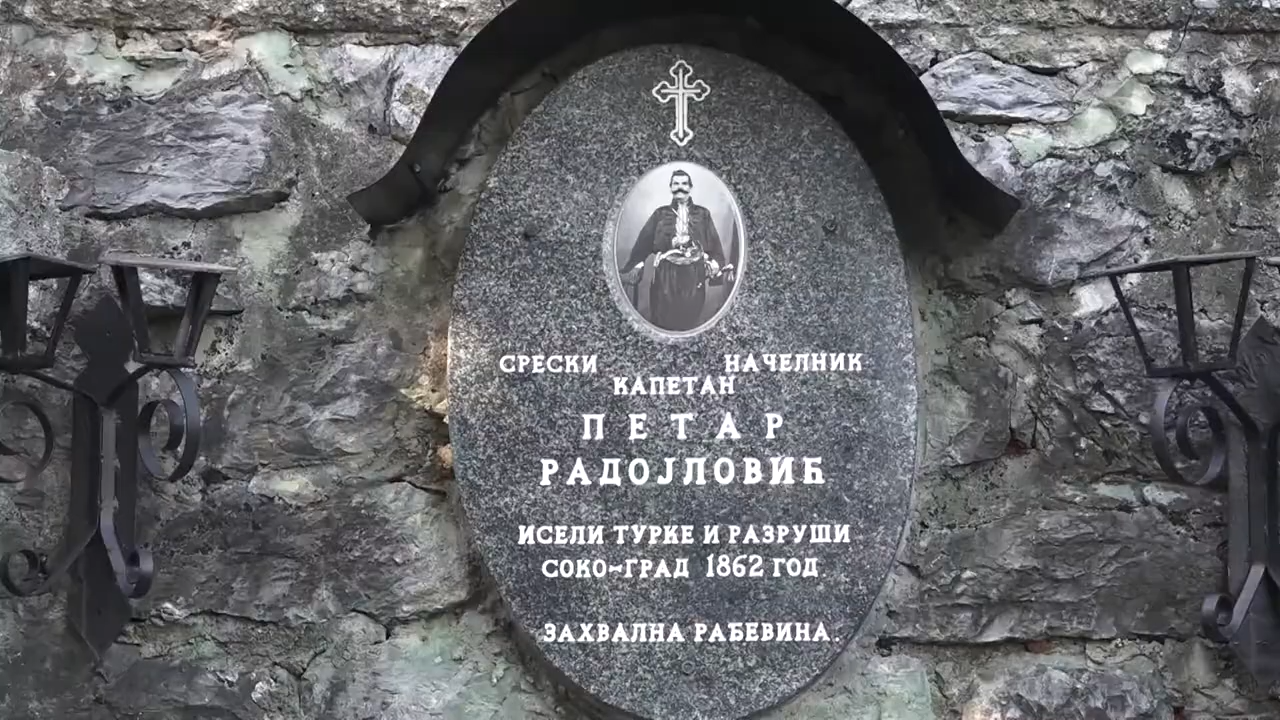 СРЕСКИ НАЧЕЛНИК
КАПЕТАН
ПЕТАР
РАДОЈЛОВИЋ
ИСЕЛИ ТУРКЕ И РАЗРУШИ
СОКО-ГРАД 1862 ГОД.
ЗАХВАЛНА РАЂЕВИНА.